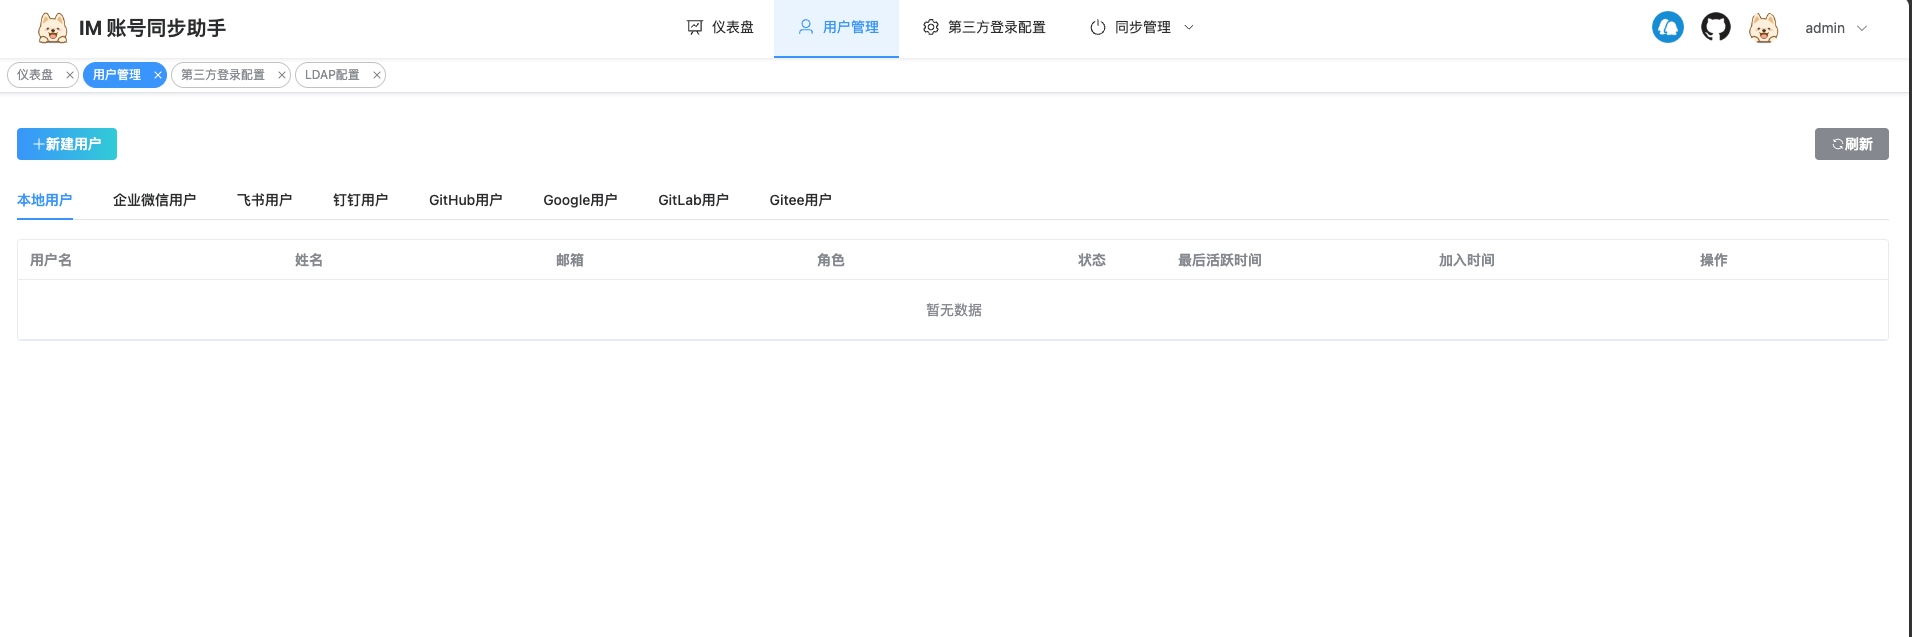 IM 账号同步助手 仪表盘 用户管理 第三方登录配置 同步管理 admin
仪表盘 用户管理 第三方登录配置 LDAP配置
新建用户 刷新
本地用户 企业微信用户 飞书用户 钉钉用户 GitHub用户 Google用户 GitLab用户 Gitee用户
用户名 姓名 邮箱 角色 状态 最后活跃时间 加入时间 操作
暂无数据